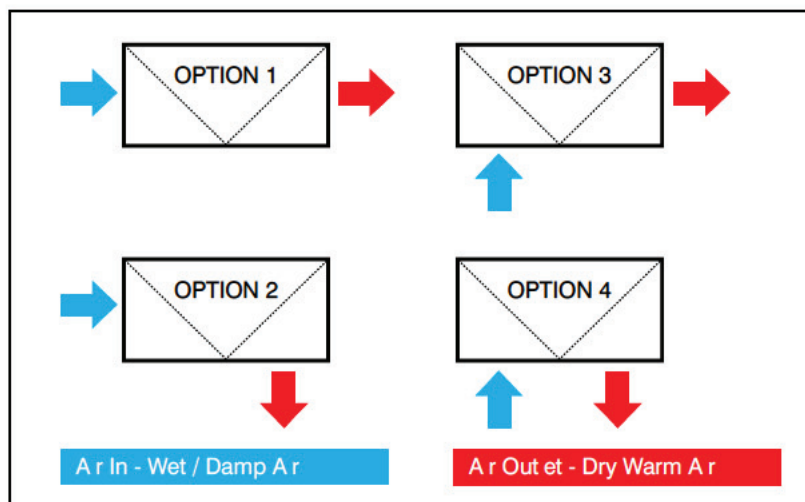 OPTION 1
OPTION 3
OPTION 2
OPTION 4
A r In - Wet / Damp A r
A r Out et - Dry Warm A r